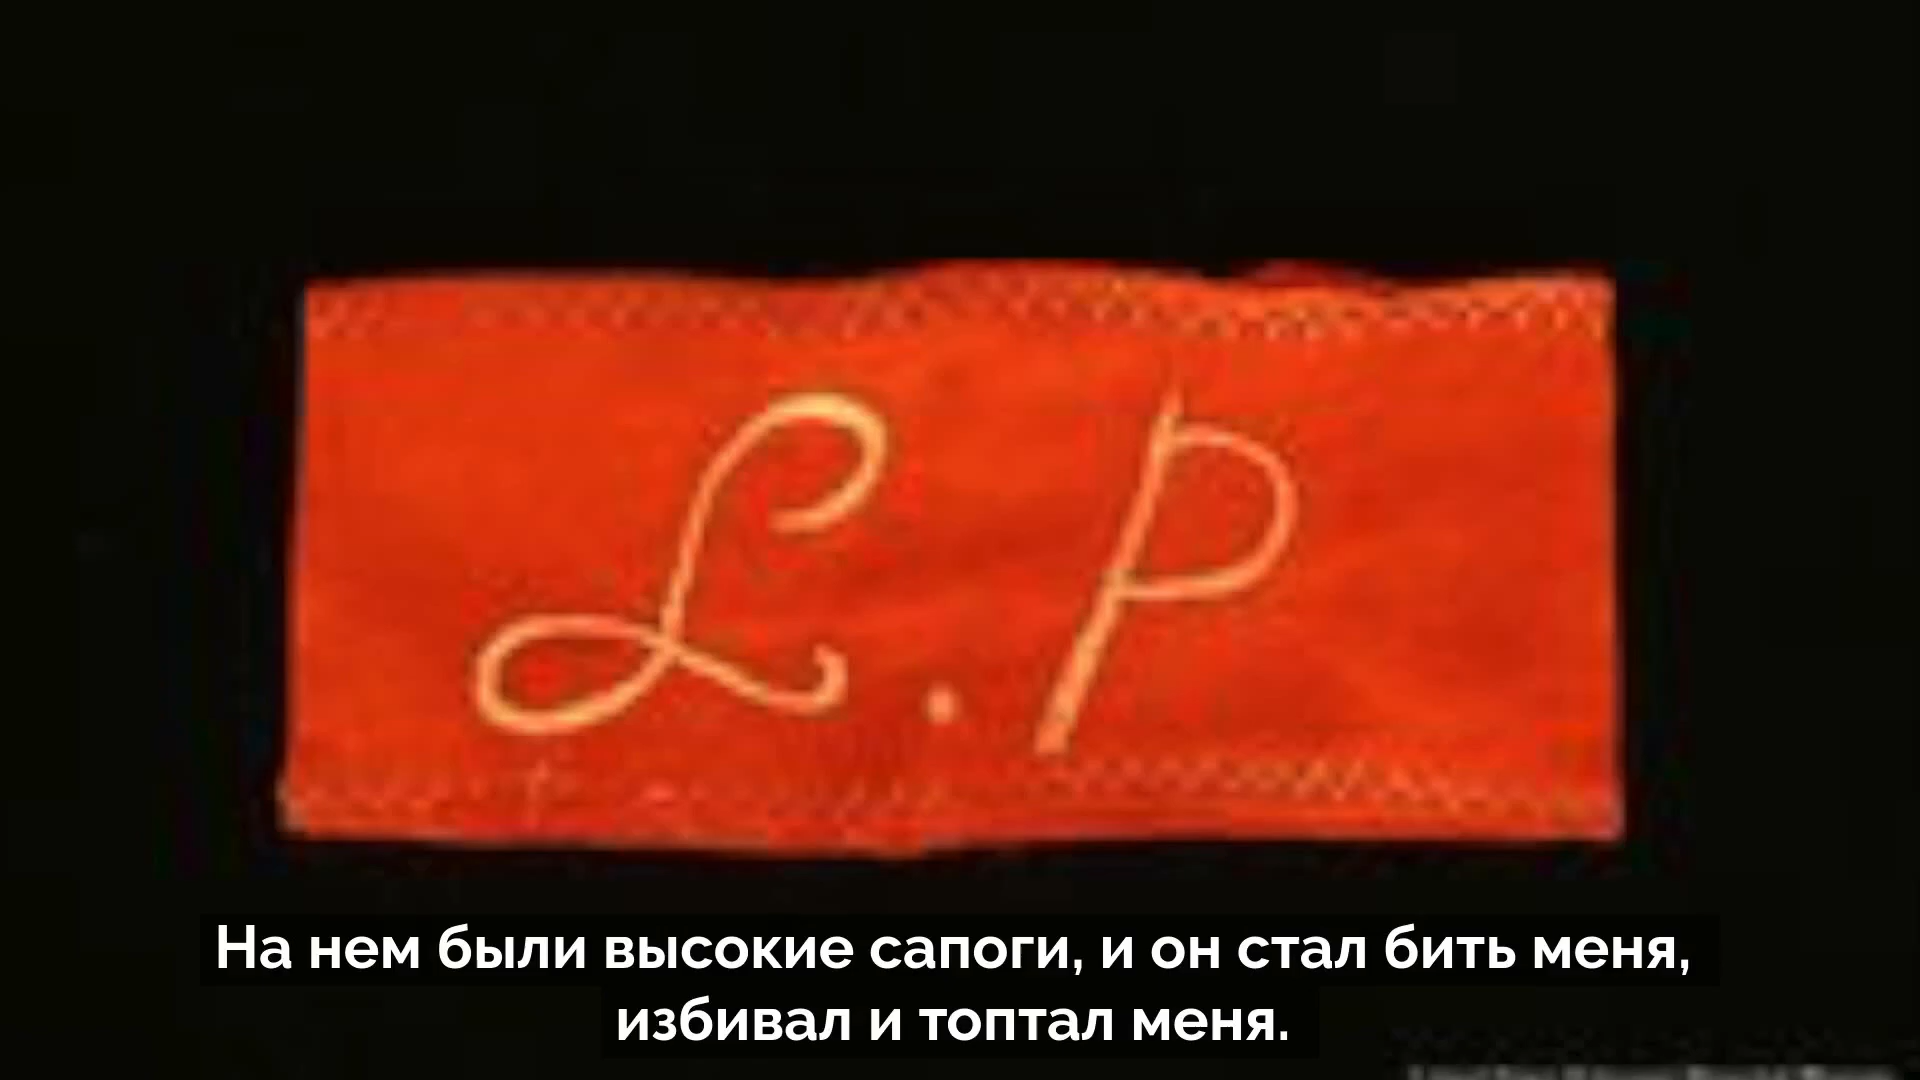 L.P
На нем были высокие сапоги, и он стал бить меня,
избивал и топтал меня.